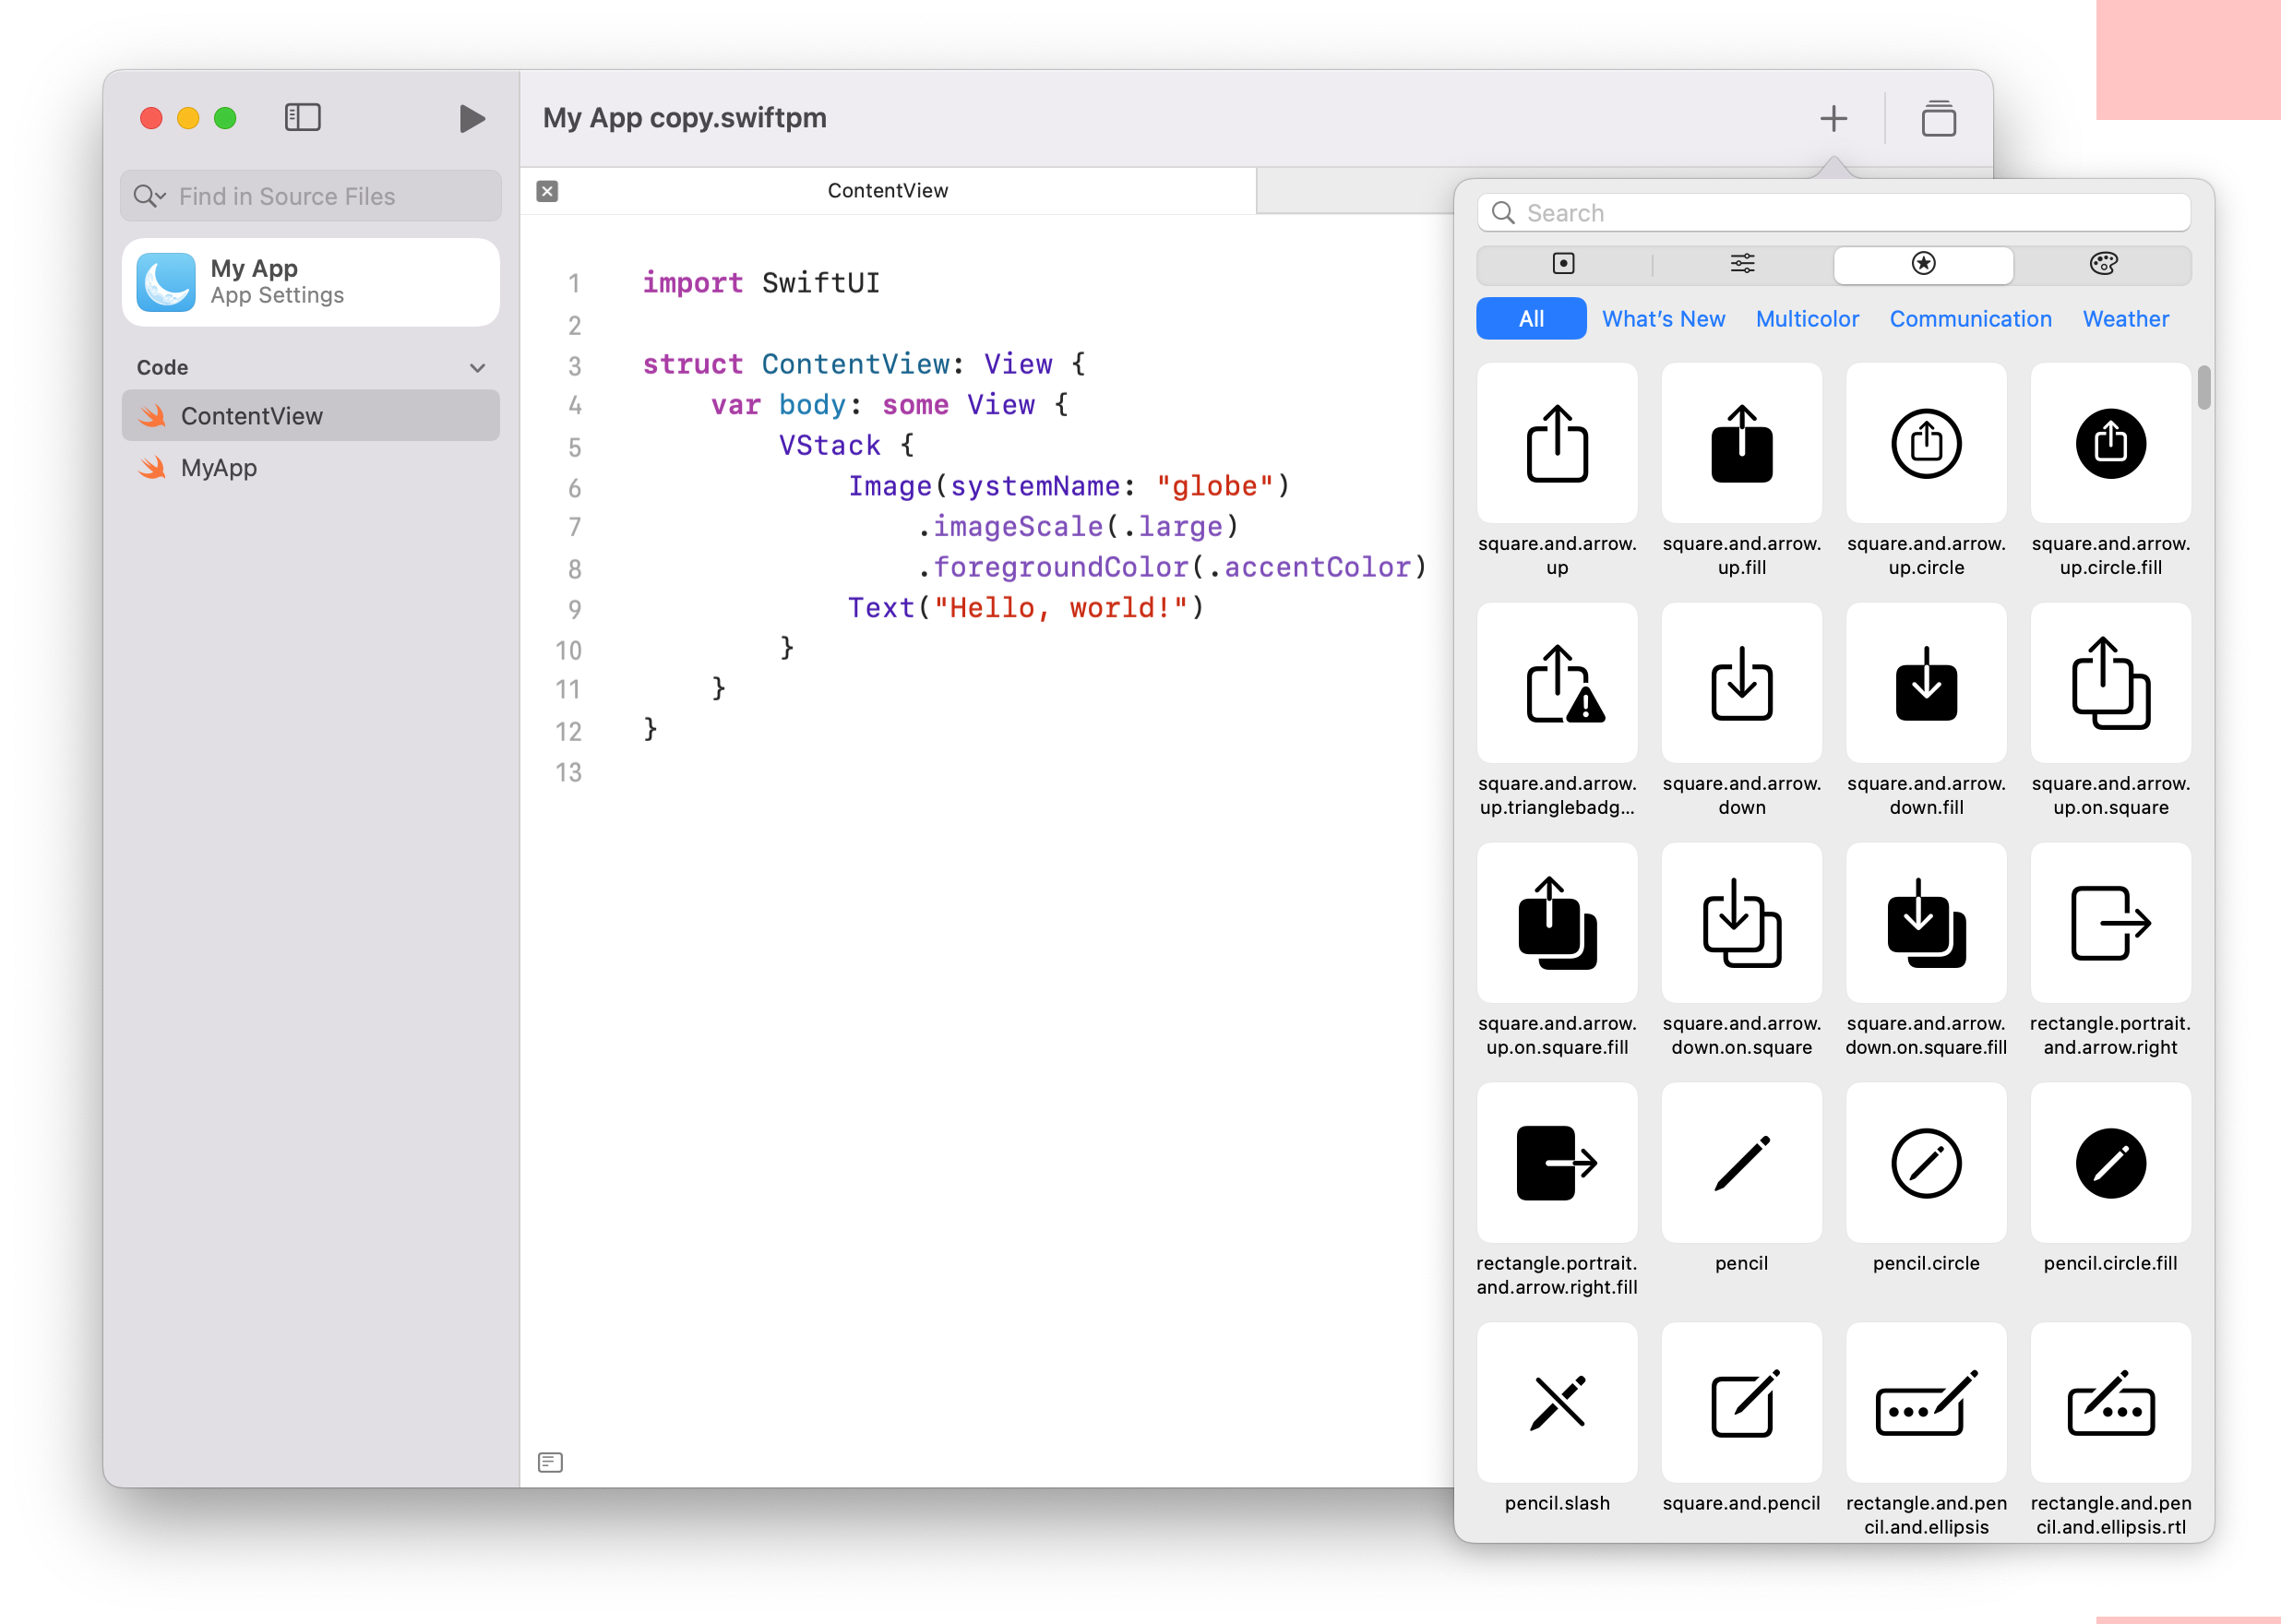 My App copy.swiftpm
Find in Source Files
My App
App Settings
Code
ContentView
MyApp
ContentView
1 import SwiftUI
2
3 struct ContentView: View {
4 var body: some View {
5 VStack {
6 Image(systemName: "globe")
7 .imageScale(.large)
8 .foregroundColor(.accentColor)
9 Text("Hello, world!")
10 }
11 }
12 }
13
Search
All What's New Multicolor Communication Weather
square.and.arrow.
up
square.and.arrow.
up.fill
square.and.arrow.
up.circle
square.and.arrow.
up.circle.fill
square.and.arrow.
up.trianglebadg...
square.and.arrow.
down
square.and.arrow.
down.fill
square.and.arrow.
up.on.square
square.and.arrow.
up.on.square.fill
square.and.arrow.
down.on.square
square.and.arrow.
down.on.square.fill
rectangle.portrait.
and.arrow.right
rectangle.portrait.
and.arrow.right.fill
pencil
pencil.circle
pencil.circle.fill
pencil.slash
square.and.pencil
rectangle.and.pen
cil.and.ellipsis
rectangle.and.pen
cil.and.ellipsis.rtl